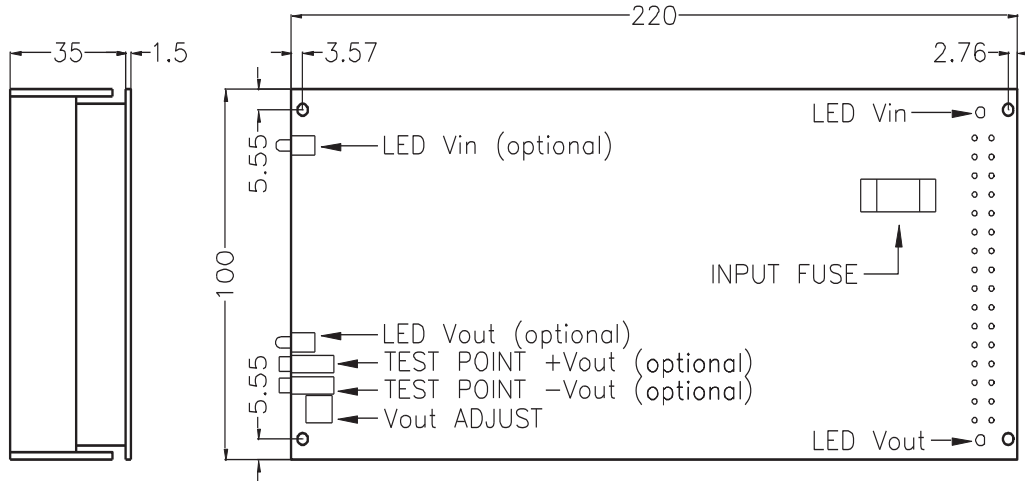 220
35
1.5
3.57
2.76
LED Vin
5.55
LED Vin (optional)
100
INPUT FUSE
LED Vout (optional)
TEST POINT +Vout (optional)
TEST POINT -Vout (optional)
5.55
Vout ADJUST
LED Vout